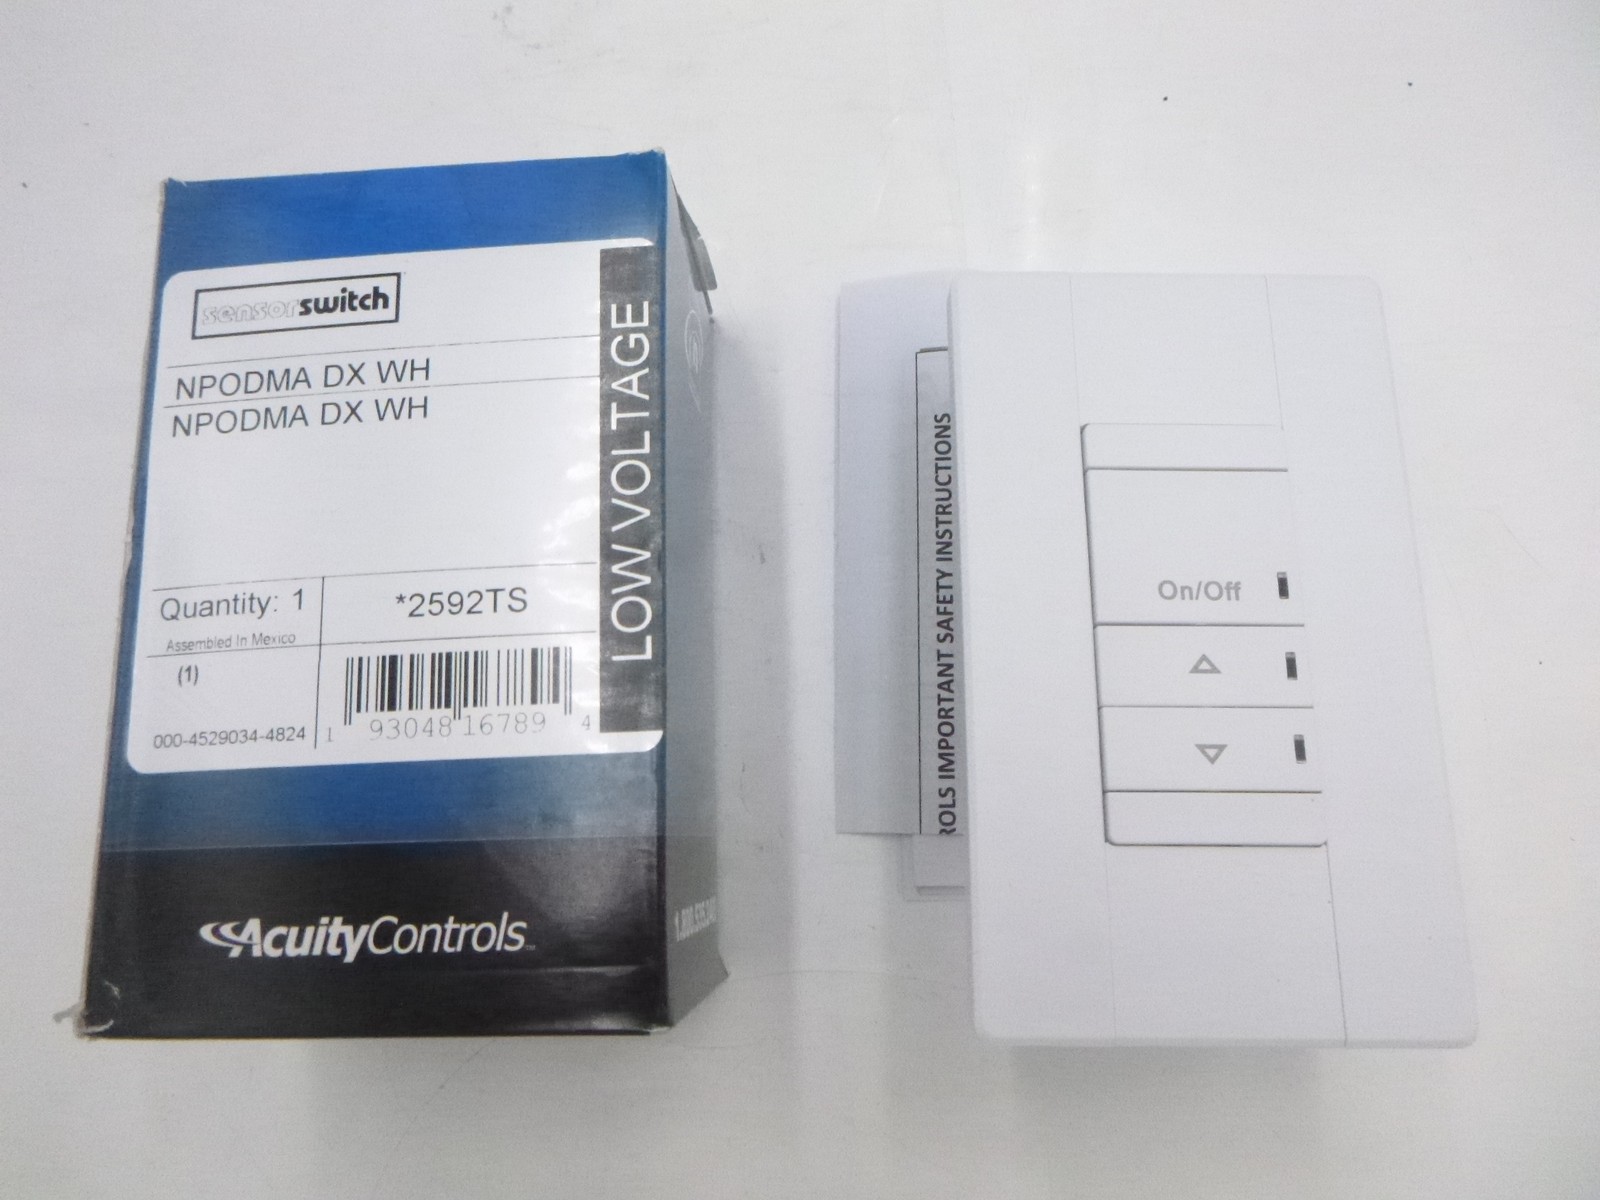 sensorswitch
NPODMA DX WH
NPODMA DX WH
LOW VOLTAGE
Quantity: 1
*2592TS
Assembled In Mexico
(1)
000-4529034-4824
1 93048 16789 4
AcuityControls
ROLS IMPORTANT SAFETY INSTRUCTIONS
On/Off